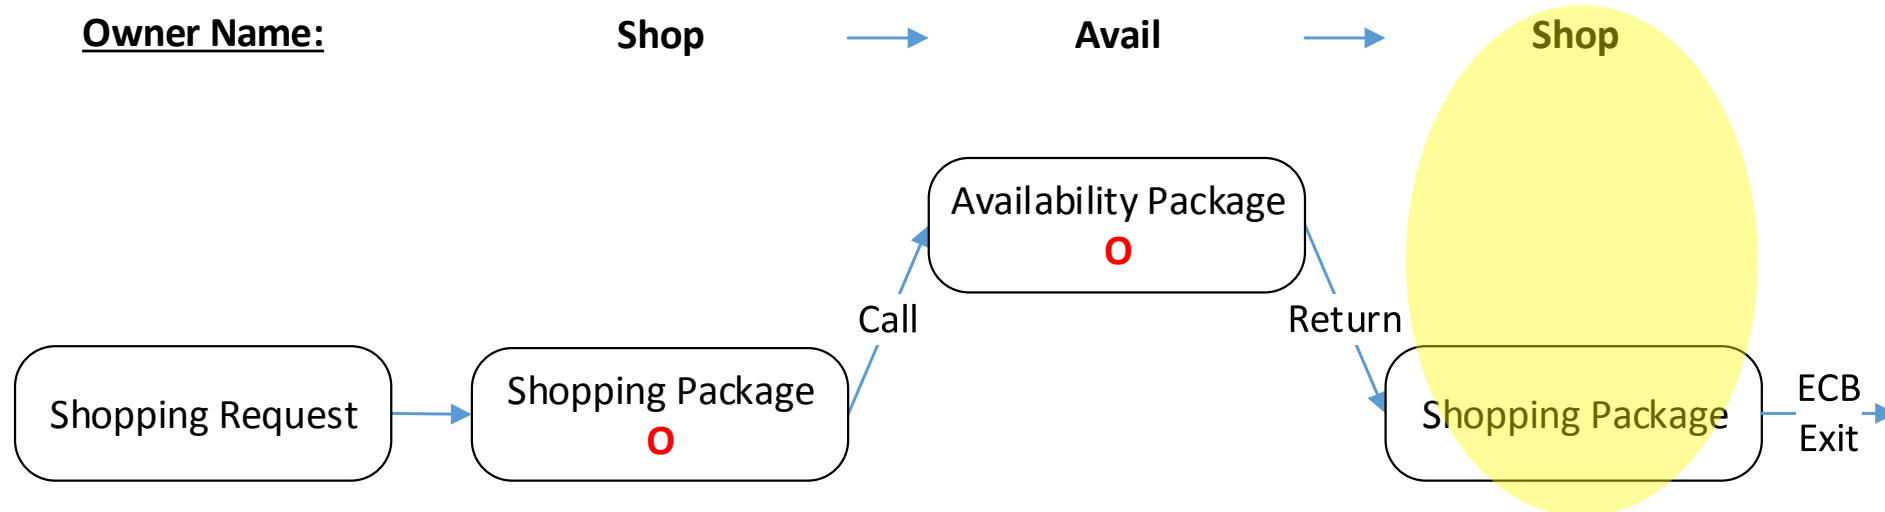 Owner Name:
Shop
Avail
Shop
Availability Package
O
Call
Return
Shopping Request
Shopping Package
O
Shopping Package
ECB
Exit